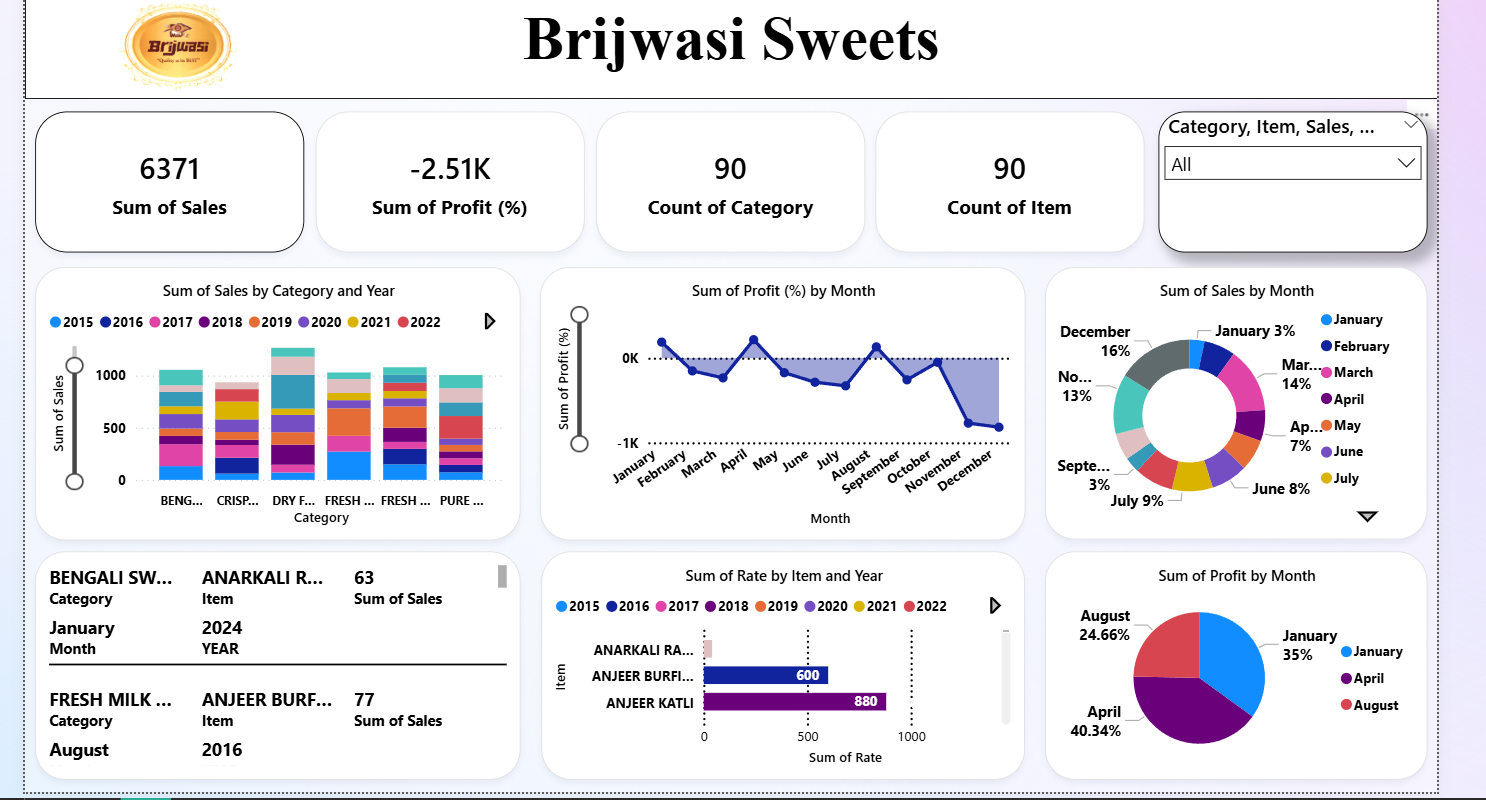 Brijwasi
"Quality is in BEST"
Brijwasi Sweets
6371
Sum of Sales
-2.51K
Sum of Profit (%)
90
Count of Category
90
Count of Item
Category, Item, Sales, ...
All
Sum of Sales by Category and Year
2015 2016 2017 2018 2019 2020 2021 2022
Sum of Sales
1000
500
0
BENG... CRISP... DRY F... FRESH ... FRESH ... PURE ...
Category
Sum of Profit (%) by Month
Sum of Profit (%)
0K
-1K
January February March April May June July August September October November December
Month
Sum of Sales by Month
December
16%
January 3%
Mar...
14%
Ap...
7%
June 8%
July 9%
Septe...
3%
No...
13%
January
February
March
April
May
June
July
BENGALI SW... ANARKALI R... 63
Category Item Sum of Sales
January 2024
Month YEAR
FRESH MILK ... ANJEER BURF... 77
Category Item Sum of Sales
August 2016
Sum of Rate by Item and Year
2015 2016 2017 2018 2019 2020 2021 2022
Item
ANARKALI RA...
ANJEER BURFI... 600
ANJEER KATLI 880
0 500 1000
Sum of Rate
Sum of Profit by Month
August
24.66%
January
35%
April
40.34%
January
April
August